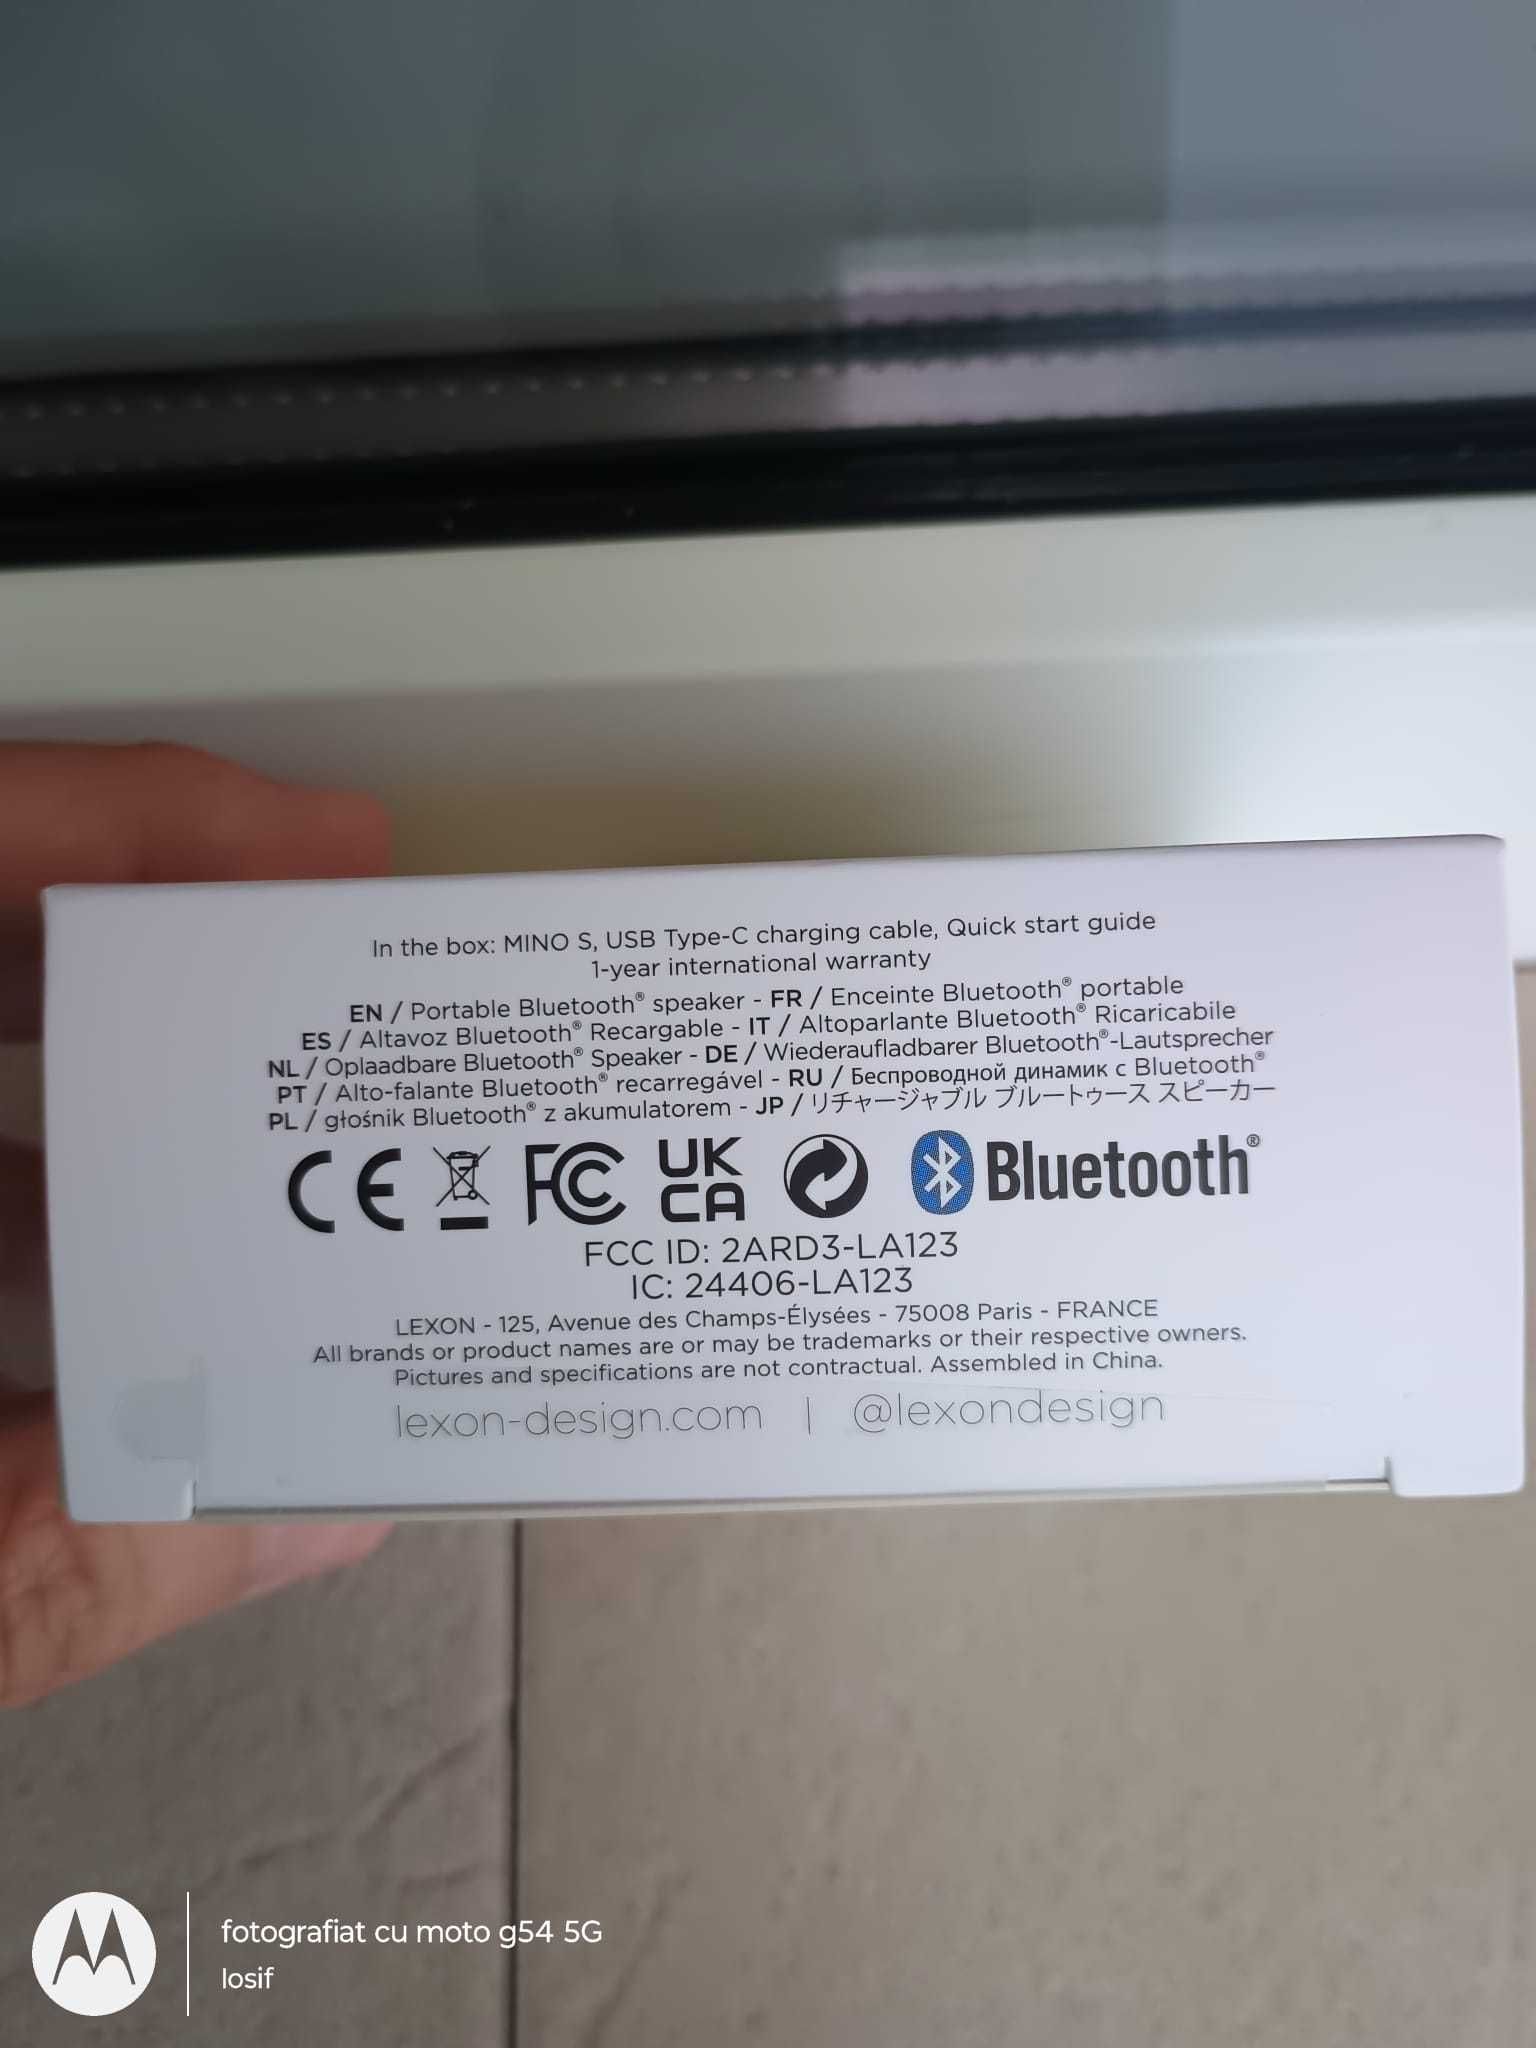 In the box: MINO S, USB Type-C charging cable, Quick start guide
1-year international warranty
EN / Portable Bluetooth® speaker - FR / Enceinte Bluetooth® portable
ES / Altavoz Bluetooth® Recargable - IT / Altoparlante Bluetooth® Ricaricabile
NL / Oplaadbare Bluetooth® Speaker - DE / Wiederaufladbarer Bluetooth®-Lautsprecher
PT / Alto-falante Bluetooth® recarregável - RU / Беспроводной динамик с Bluetooth®
PL / głośnik Bluetooth® z akumulatorem - JP / リチャージャブル ブルートゥース スピーカー
CE FC UK CA Bluetooth®
FCC ID: 2ARD3-LA123
IC: 24406-LA123
LEXON - 125, Avenue des Champs-Élysées - 75008 Paris - FRANCE
All brands or product names are or may be trademarks or their respective owners.
Pictures and specifications are not contractual. Assembled in China.
lexon-design.com | @lexondesign
fotografiat cu moto g54 5G
Iosif